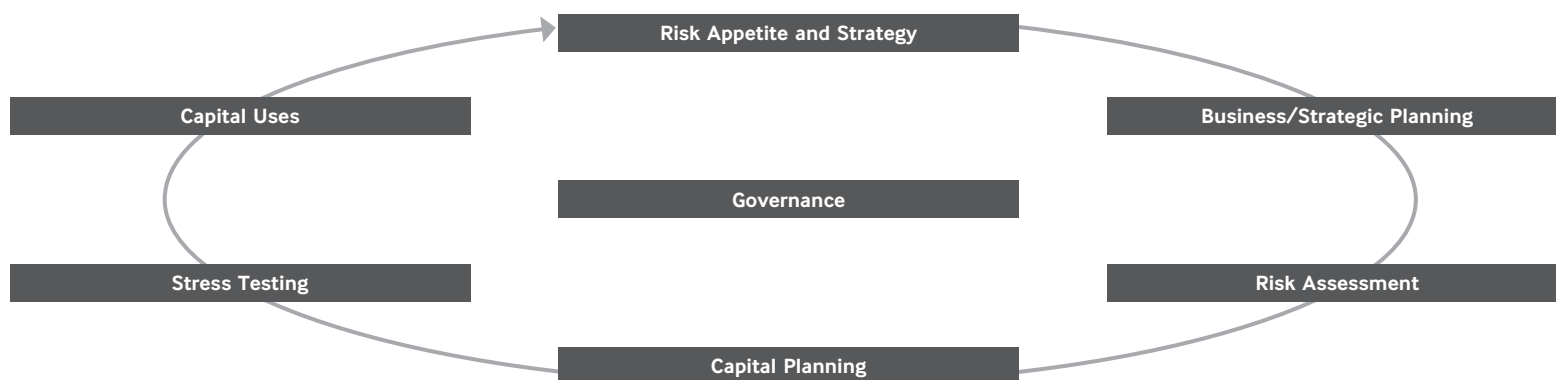 Risk Appetite and Strategy
Capital Uses
Business/Strategic Planning
Governance
Stress Testing
Risk Assessment
Capital Planning